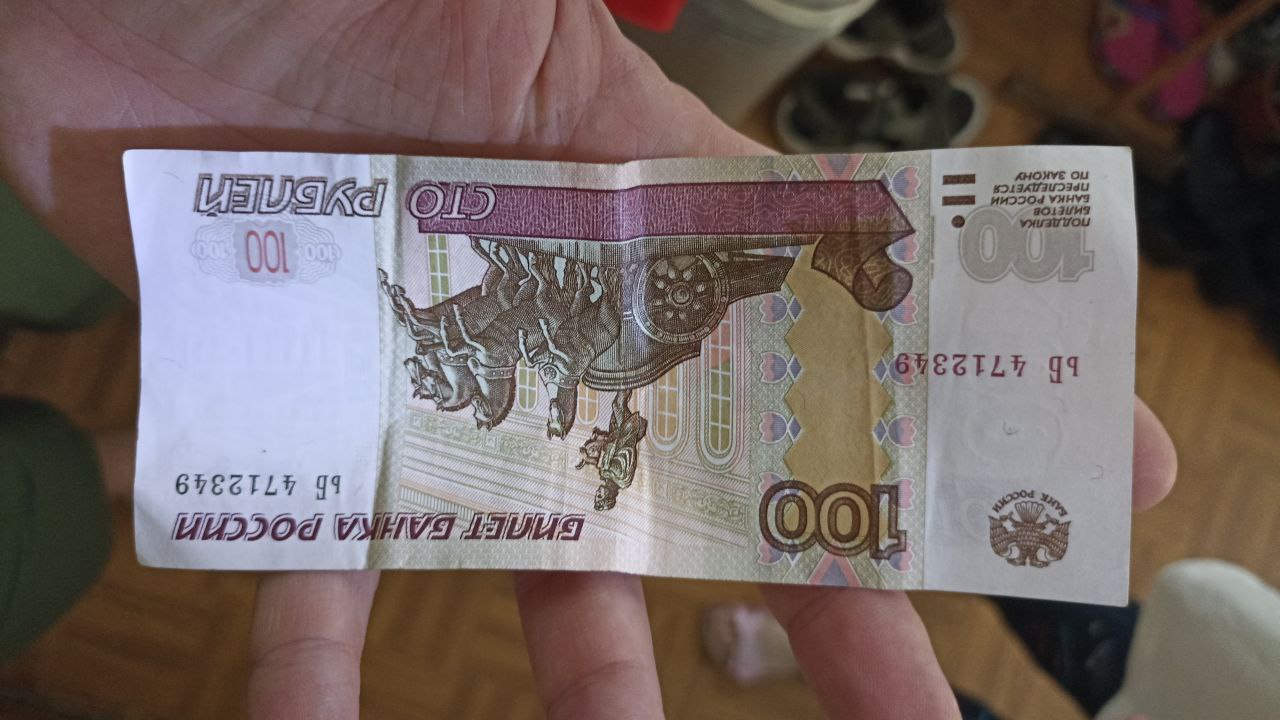 БАНК РОССИИ
100
БИЛЕТ БАНКА РОССИИ
ьБ 4712349
ьБ 4712349
100
ПОДДЕЛКА
БИЛЕТОВ
БАНКА РОССИИ
ПРЕСЛЕДУЕТСЯ
ПО ЗАКОНУ
100 100 100
СТО РУБЛЕЙ